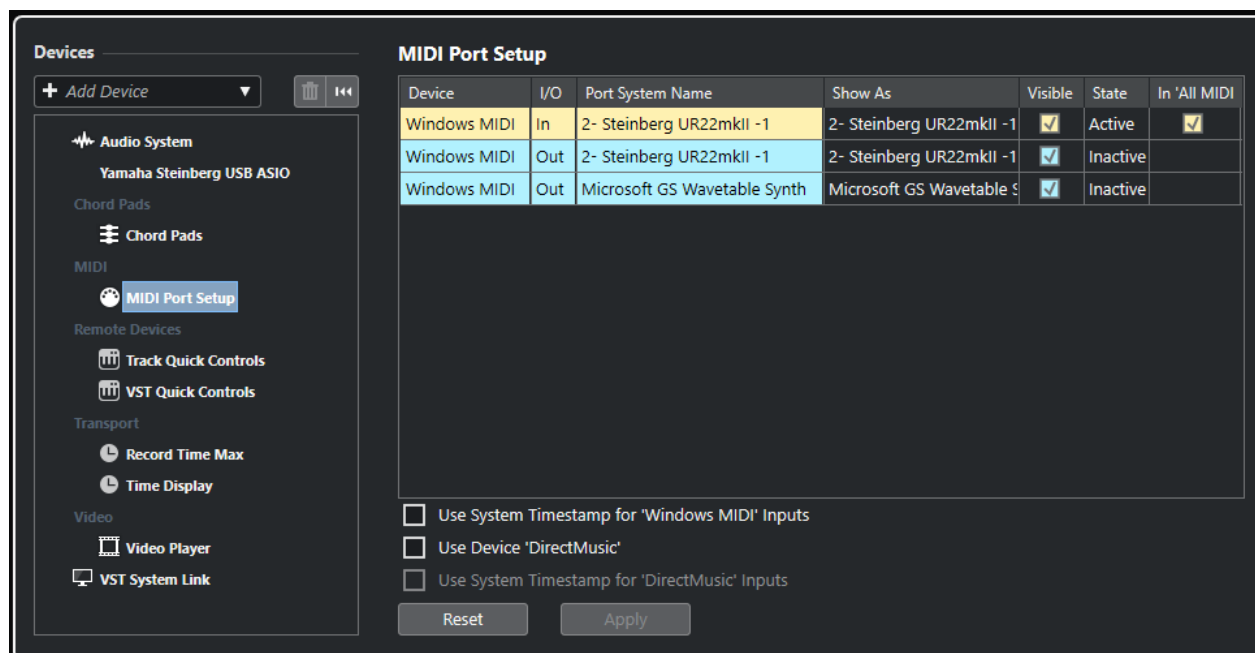 Devices
+ Add Device
Audio System
Yamaha Steinberg USB ASIO
Chord Pads
Chord Pads
MIDI
MIDI Port Setup
Remote Devices
Track Quick Controls
VST Quick Controls
Transport
Record Time Max
Time Display
Video
Video Player
VST System Link
MIDI Port Setup
Device I/O Port System Name Show As Visible State In 'All MIDI
Windows MIDI In 2- Steinberg UR22mkII -1 2- Steinberg UR22mkII -1 Active
Windows MIDI Out 2- Steinberg UR22mkII -1 2- Steinberg UR22mkII -1 Inactive
Windows MIDI Out Microsoft GS Wavetable Synth Microsoft GS Wavetable S Inactive
Use System Timestamp for 'Windows MIDI' Inputs
Use Device 'DirectMusic'
Use System Timestamp for 'DirectMusic' Inputs
Reset Apply